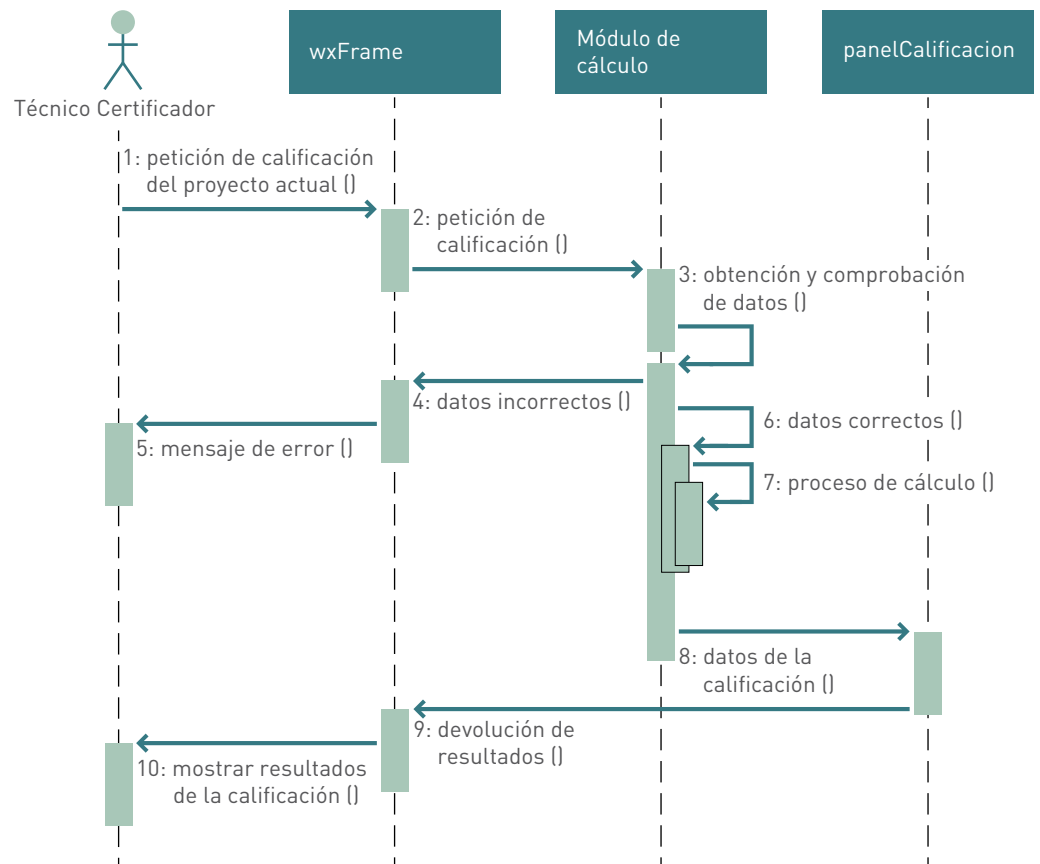 Técnico Certificador
wxFrame
Módulo de
cálculo
panelCalificacion
1: petición de calificación
del proyecto actual ()
2: petición de
calificación ()
3: obtención y comprobación
de datos ()
4: datos incorrectos ()
5: mensaje de error ()
6: datos correctos ()
7: proceso de cálculo ()
8: datos de la
calificación ()
9: devolución de
resultados ()
10: mostrar resultados
de la calificación ()